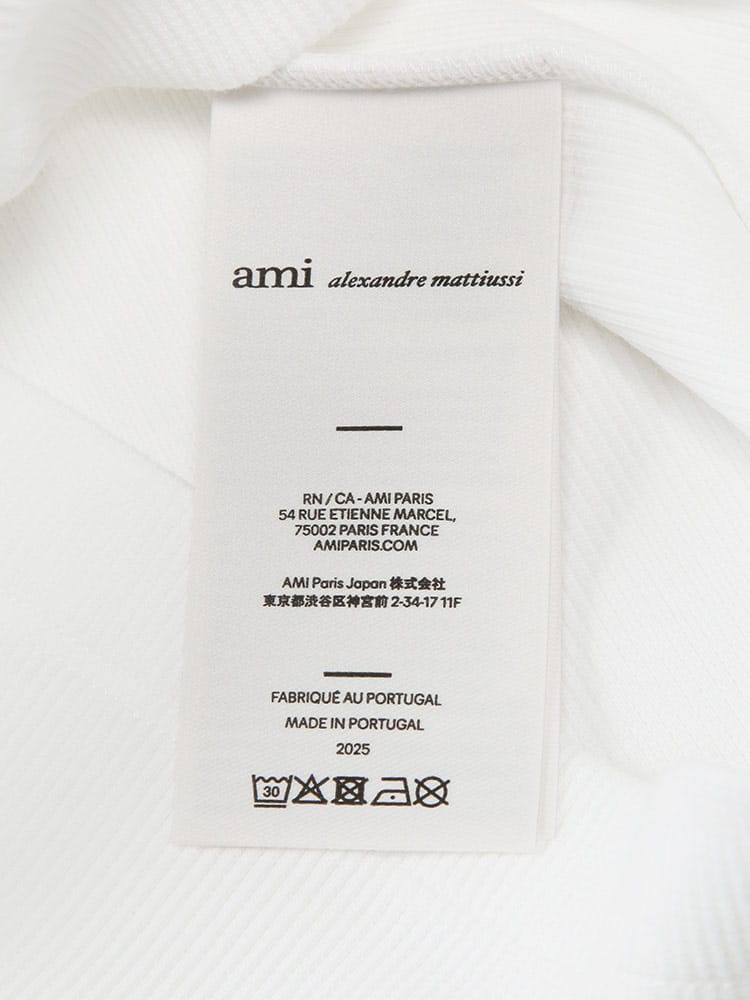 ami alexandre mattiussi
RN / CA - AMI PARIS
54 RUE ETIENNE MARCEL,
75002 PARIS FRANCE
AMIPARIS.COM
AMI Paris Japan 株式会社
東京都渋谷区神宮前 2-34-17 11F
FABRIQUÉ AU PORTUGAL
MADE IN PORTUGAL
2025
30